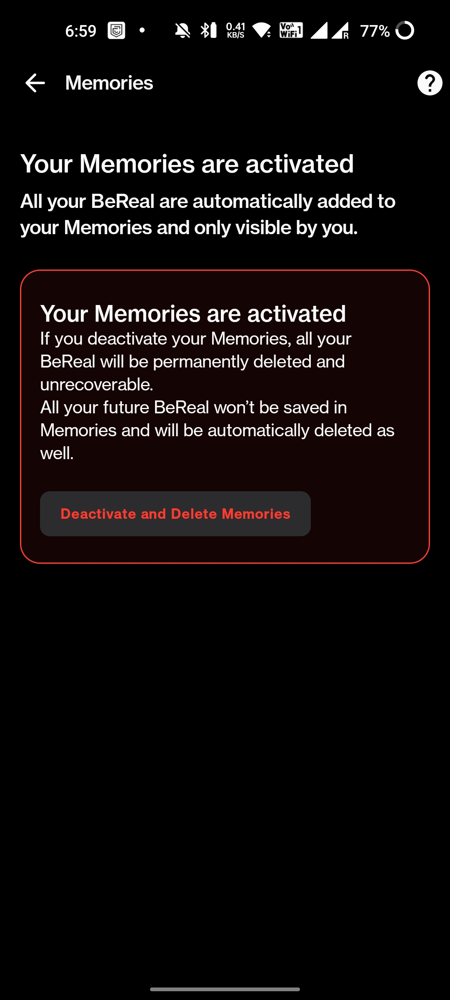 6:59 0.41 KB/S Vo WiFi 1 R 77%
Memories
Your Memories are activated
All your BeReal are automatically added to
your Memories and only visible by you.
Your Memories are activated
If you deactivate your Memories, all your
BeReal will be permanently deleted and
unrecoverable.
All your future BeReal won’t be saved in
Memories and will be automatically deleted as
well.
Deactivate and Delete Memories